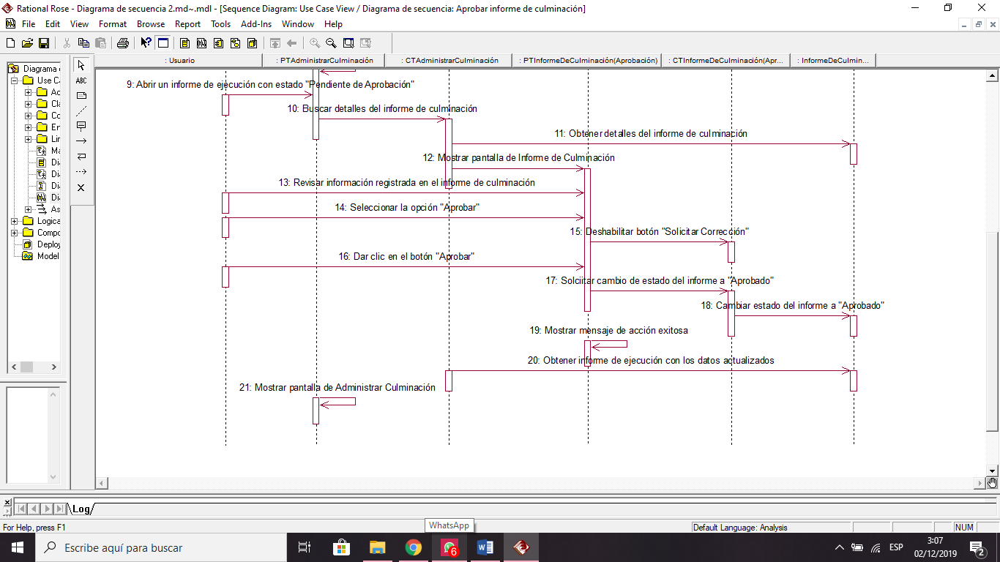 Rational Rose - Diagrama de secuencia 2.md~.mdl - [Sequence Diagram: Use Case View / Diagrama de secuencia: Aprobar informe de culminación]
File Edit View Format Browse Report Tools Add-Ins Window Help
: Usuario : PTAdministrarCulminación : CTAdministrarCulminación : PTInformeDeCulminación(Aprobación) : CTInformeDeCulminación(Apr... : InformeDeCulmin...
Diagrama
Use Ca
Ac
Cla
Co
En
Lir
Ma
Dia
Dia
Dia
Dia
As
Logica
Compo
Deploy
Model
ABC
9: Abrir un informe de ejecución con estado "Pendiente de Aprobación"
10: Buscar detalles del informe de culminación
11: Obtener detalles del informe de culminación
12: Mostrar pantalla de Informe de Culminación
13: Revisar información registrada en el informe de culminación
14: Seleccionar la opción "Aprobar"
15: Deshabilitar botón "Solicitar Corrección"
16: Dar clic en el botón "Aprobar"
17: Solciitar cambio de estado del informe a "Aprobado"
18: Cambiar estado del informe a "Aprobado"
19: Mostrar mensaje de acción exitosa
20: Obtener informe de ejecución con los datos actualizados
21: Mostrar pantalla de Administrar Culminación
Log
For Help, press F1
WhatsApp
Default Language: Analysis
NUM
Escribe aquí para buscar
6
ESP
3:07
02/12/2019
2